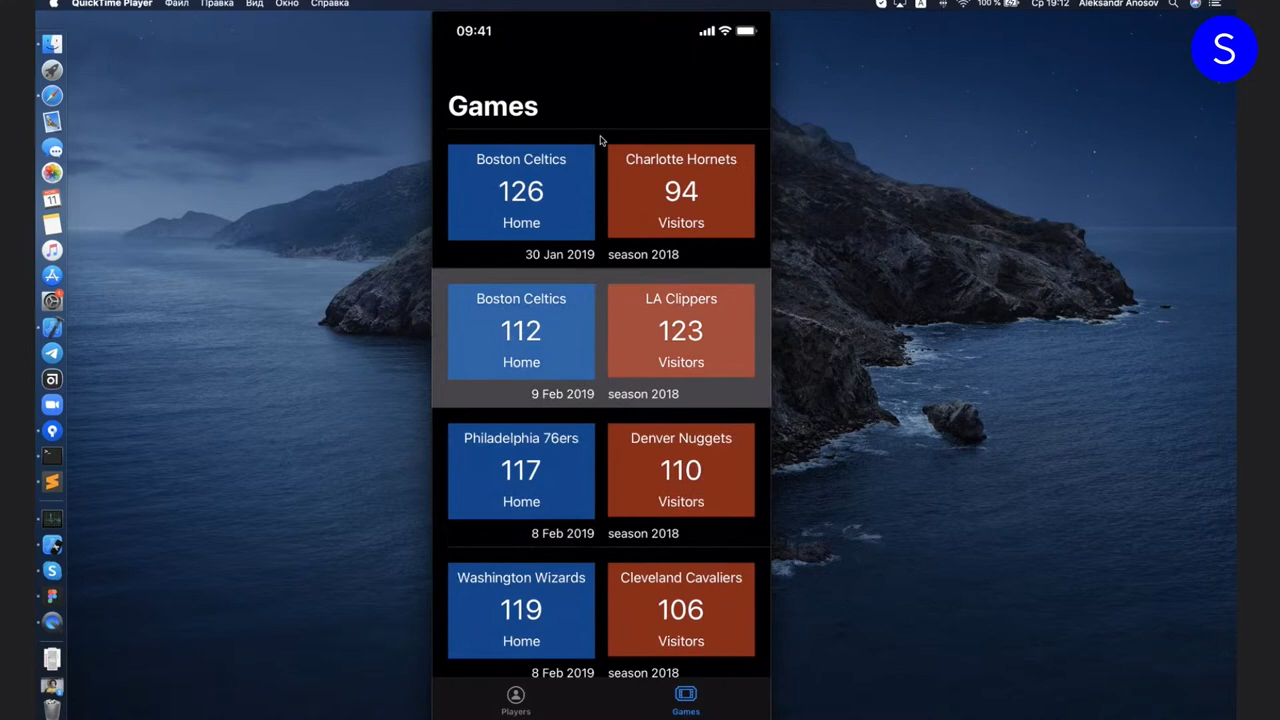 QuickTime Player Файл Правка Вид Окно Справка
100 % Ср 19:12 Aleksandr Anosov
S
09:41
Games
Boston Celtics Charlotte Hornets
126 94
Home Visitors
30 Jan 2019 season 2018
Boston Celtics LA Clippers
112 123
Home Visitors
9 Feb 2019 season 2018
Philadelphia 76ers Denver Nuggets
117 110
Home Visitors
8 Feb 2019 season 2018
Washington Wizards Cleveland Cavaliers
119 106
Home Visitors
8 Feb 2019 season 2018
Players Games